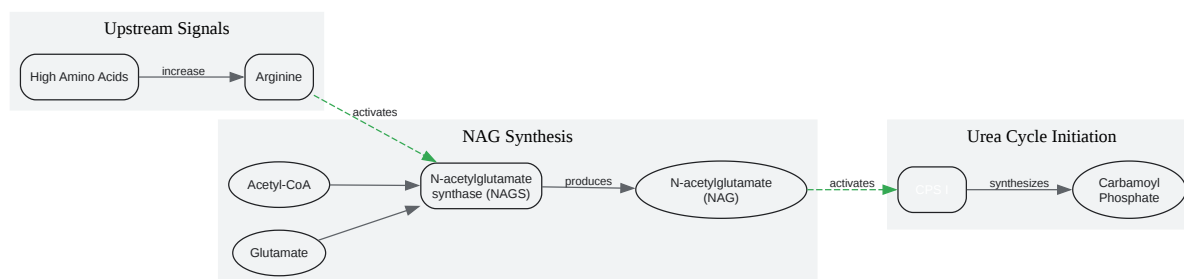 Upstream Signals
High Amino Acids
increase
Arginine
activates
NAG Synthesis
Acetyl-CoA
Glutamate
N-acetylglutamate
synthase (NAGS)
produces
N-acetylglutamate
(NAG)
activates
Urea Cycle Initiation
CPS I
synthesizes
Carbamoyl
Phosphate